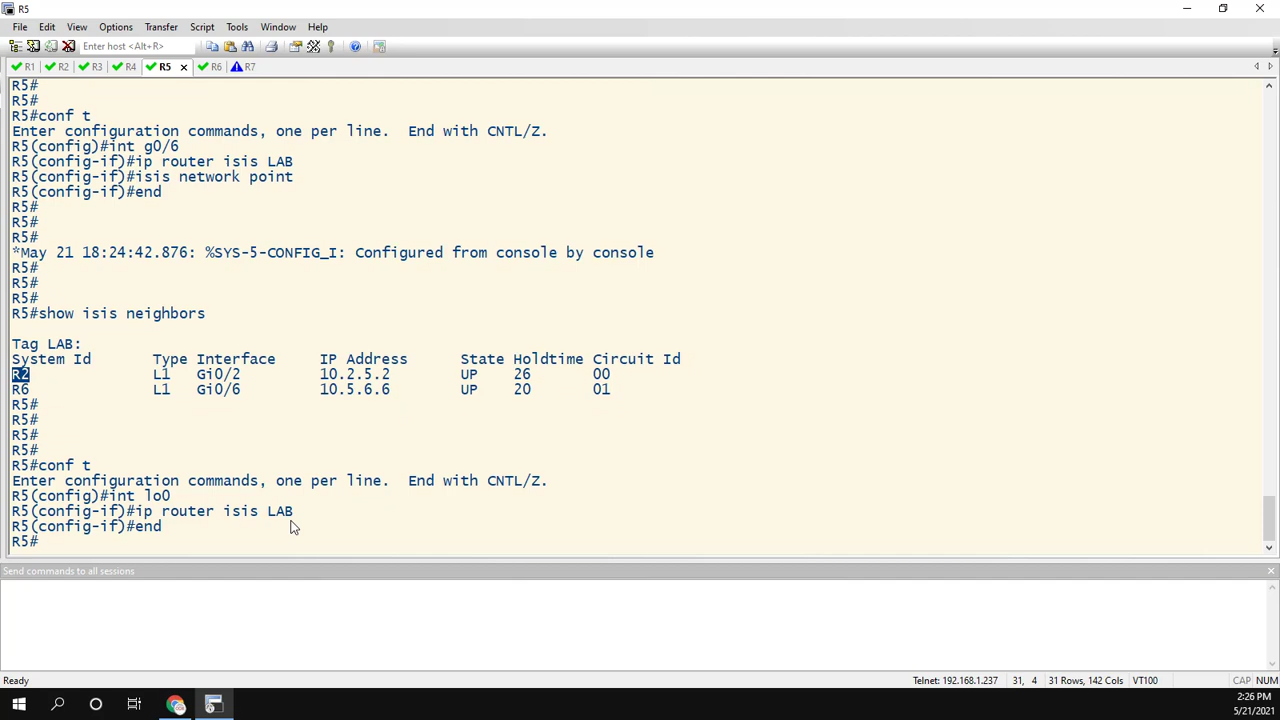 R5
File Edit View Options Transfer Script Tools Window Help
Enter host <Alt+R>
R1 R2 R3 R4 R5 R6 R7
R5#
R5#
R5#conf t
Enter configuration commands, one per line.  End with CNTL/Z.
R5(config)#int g0/6
R5(config-if)#ip router isis LAB
R5(config-if)#isis network point
R5(config-if)#end
R5#
R5#
R5#
*May 21 18:24:42.876: %SYS-5-CONFIG_I: Configured from console by console
R5#
R5#
R5#
R5#show isis neighbors
Tag LAB:
System Id       Type Interface     IP Address      State Holdtime Circuit Id
R2              L1   Gi0/2         10.2.5.2        UP    26       00
R6              L1   Gi0/6         10.5.6.6        UP    20       01
R5#
R5#
R5#
R5#
R5#conf t
Enter configuration commands, one per line.  End with CNTL/Z.
R5(config)#int lo0
R5(config-if)#ip router isis LAB
R5(config-if)#end
R5#
Send commands to all sessions
Ready Telnet: 192.168.1.237 31, 4 31 Rows, 142 Cols VT100 CAP NUM
2:26 PM
5/21/2021